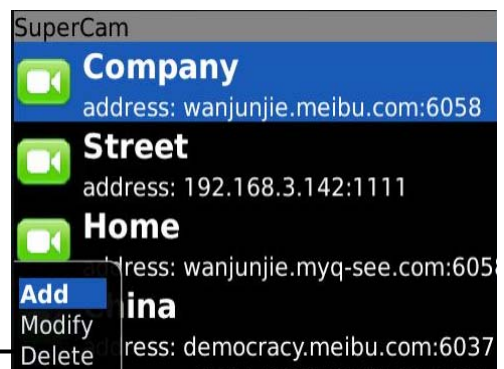 SuperCam
Company
address: wanjunjie.meibu.com:6058
Street
address: 192.168.3.142:1111
Home
dress: wanjunjie.myq-see.com:605
ina
ress: democracy.meibu.com:6037
Add
Modify
Delete